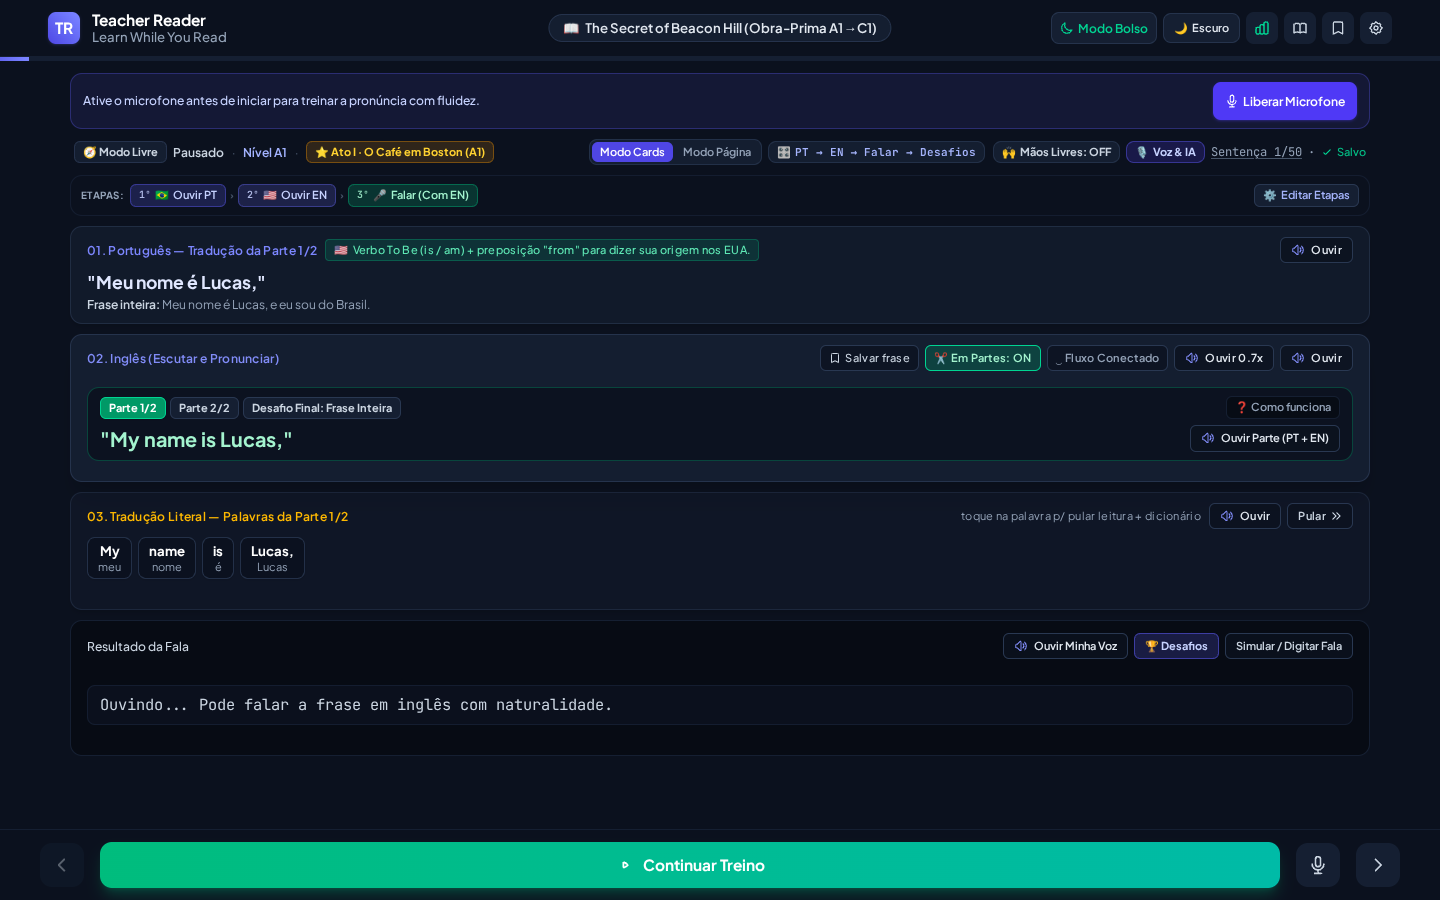 TR
Teacher Reader
Learn While You Read
📖 The Secret of Beacon Hill (Obra-Prima A1→C1)
Modo Bolso
🌙 Escuro
Ative o microfone antes de iniciar para treinar a pronúncia com fluidez.
Liberar Microfone
🧭 Modo Livre Pausado · Nível A1 · ⭐ Ato I · O Café em Boston (A1)
Modo Cards Modo Página
🎛️ PT → EN → Falar → Desafios
🙌 Mãos Livres: OFF
🎙️ Voz & IA
Sentença 1/50 · ✓ Salvo
ETAPAS: 1° 🇧🇷 Ouvir PT › 2° 🇺🇸 Ouvir EN › 3° 🎤 Falar (Com EN)
⚙️ Editar Etapas
01. Português — Tradução da Parte 1/2
🇺🇸 Verbo To Be (is / am) + preposição "from" para dizer sua origem nos EUA.
Ouvir
"Meu nome é Lucas,"
Frase inteira: Meu nome é Lucas, e eu sou do Brasil.
02. Inglês (Escutar e Pronunciar)
Salvar frase
✂️ Em Partes: ON
‿ Fluxo Conectado
Ouvir 0.7x
Ouvir
Parte 1/2 Parte 2/2 Desafio Final: Frase Inteira
❓ Como funciona
"My name is Lucas,"
Ouvir Parte (PT + EN)
03. Tradução Literal — Palavras da Parte 1/2
toque na palavra p/ pular leitura + dicionário
Ouvir
Pular
My name is Lucas,
meu nome é Lucas
Resultado da Fala
Ouvir Minha Voz
🏆 Desafios
Simular / Digitar Fala
Ouvindo... Pode falar a frase em inglês com naturalidade.
Continuar Treino